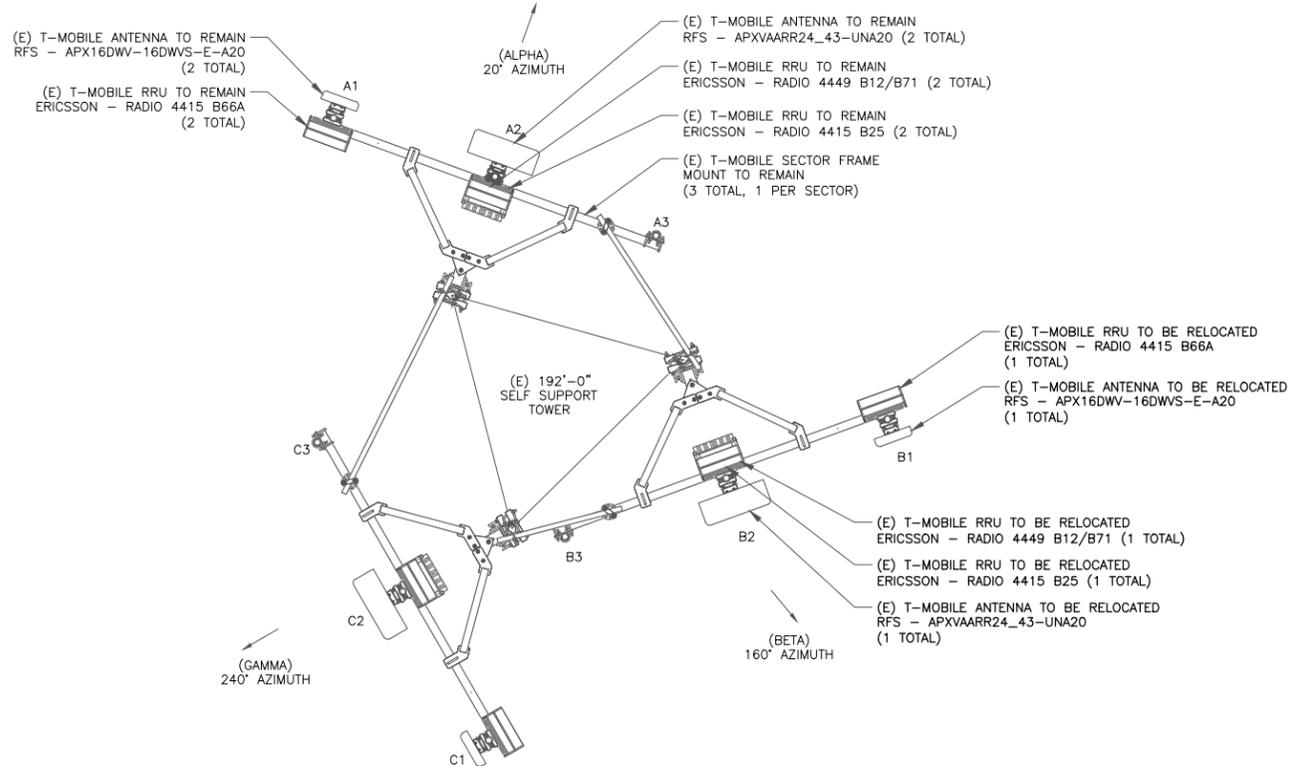 (E) T-MOBILE ANTENNA TO REMAIN
RFS - APX16DWV-16DWVS-E-A20
(2 TOTAL)
(E) T-MOBILE RRU TO REMAIN
ERICSSON - RADIO 4415 B66A
(2 TOTAL)
A1
(ALPHA)
20° AZIMUTH
A2
(E) T-MOBILE ANTENNA TO REMAIN
RFS - APXVAARR24_43-UNA20 (2 TOTAL)
(E) T-MOBILE RRU TO REMAIN
ERICSSON - RADIO 4449 B12/B71 (2 TOTAL)
(E) T-MOBILE RRU TO REMAIN
ERICSSON - RADIO 4415 B25 (2 TOTAL)
(E) T-MOBILE SECTOR FRAME
MOUNT TO REMAIN
(3 TOTAL, 1 PER SECTOR)
A3
(E) 192'-0"
SELF SUPPORT
TOWER
(E) T-MOBILE RRU TO BE RELOCATED
ERICSSON - RADIO 4415 B66A
(1 TOTAL)
(E) T-MOBILE ANTENNA TO BE RELOCATED
RFS - APX16DWV-16DWVS-E-A20
(1 TOTAL)
B1
C3
B2
B3
(E) T-MOBILE RRU TO BE RELOCATED
ERICSSON - RADIO 4449 B12/B71 (1 TOTAL)
(E) T-MOBILE RRU TO BE RELOCATED
ERICSSON - RADIO 4415 B25 (1 TOTAL)
(E) T-MOBILE ANTENNA TO BE RELOCATED
RFS - APXVAARR24_43-UNA20
(1 TOTAL)
C2
(BETA)
160° AZIMUTH
(GAMMA)
240° AZIMUTH
C1